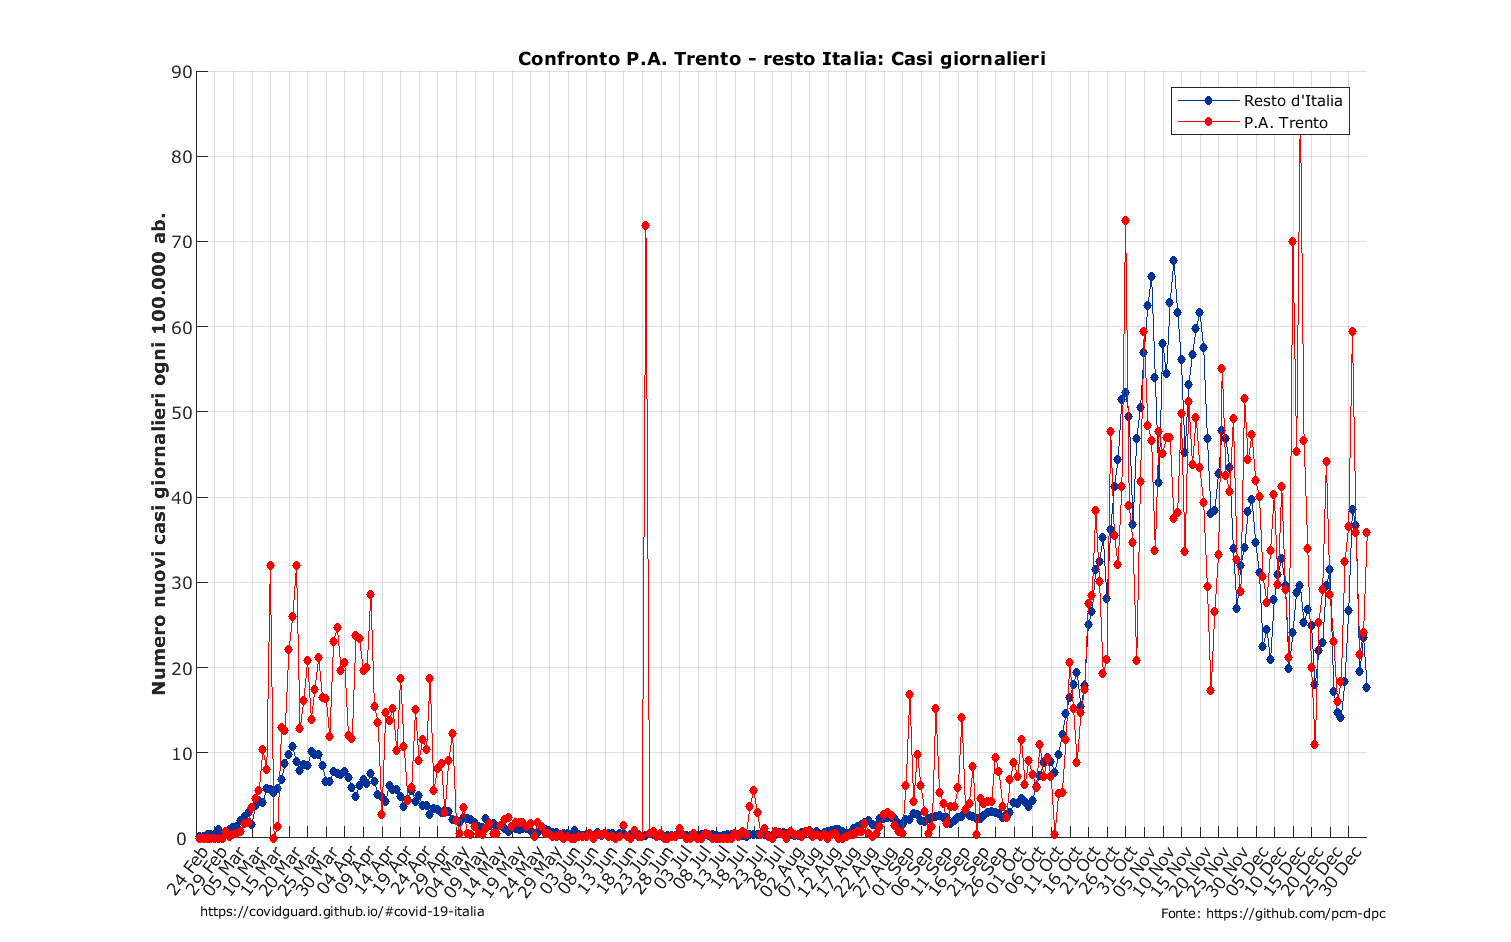 Confronto P.A. Trento - resto Italia: Casi giornalieri
Resto d'Italia
P.A. Trento
Numero nuovi casi giornalieri ogni 100.000 ab.
90
80
70
60
50
40
30
20
10
0
24 Feb
29 Feb
05 Mar
10 Mar
15 Mar
20 Mar
25 Mar
30 Mar
04 Apr
09 Apr
14 Apr
19 Apr
24 Apr
29 Apr
04 May
09 May
14 May
19 May
24 May
29 May
03 Jun
08 Jun
13 Jun
18 Jun
23 Jun
28 Jun
03 Jul
08 Jul
13 Jul
18 Jul
23 Jul
28 Jul
02 Aug
07 Aug
12 Aug
17 Aug
22 Aug
27 Aug
01 Sep
06 Sep
11 Sep
16 Sep
21 Sep
26 Sep
01 Oct
06 Oct
11 Oct
16 Oct
21 Oct
26 Oct
31 Oct
05 Nov
10 Nov
15 Nov
20 Nov
25 Nov
30 Nov
05 Dec
10 Dec
15 Dec
20 Dec
25 Dec
30 Dec
https://covidguard.github.io/#covid-19-italia
Fonte: https://github.com/pcm-dpc